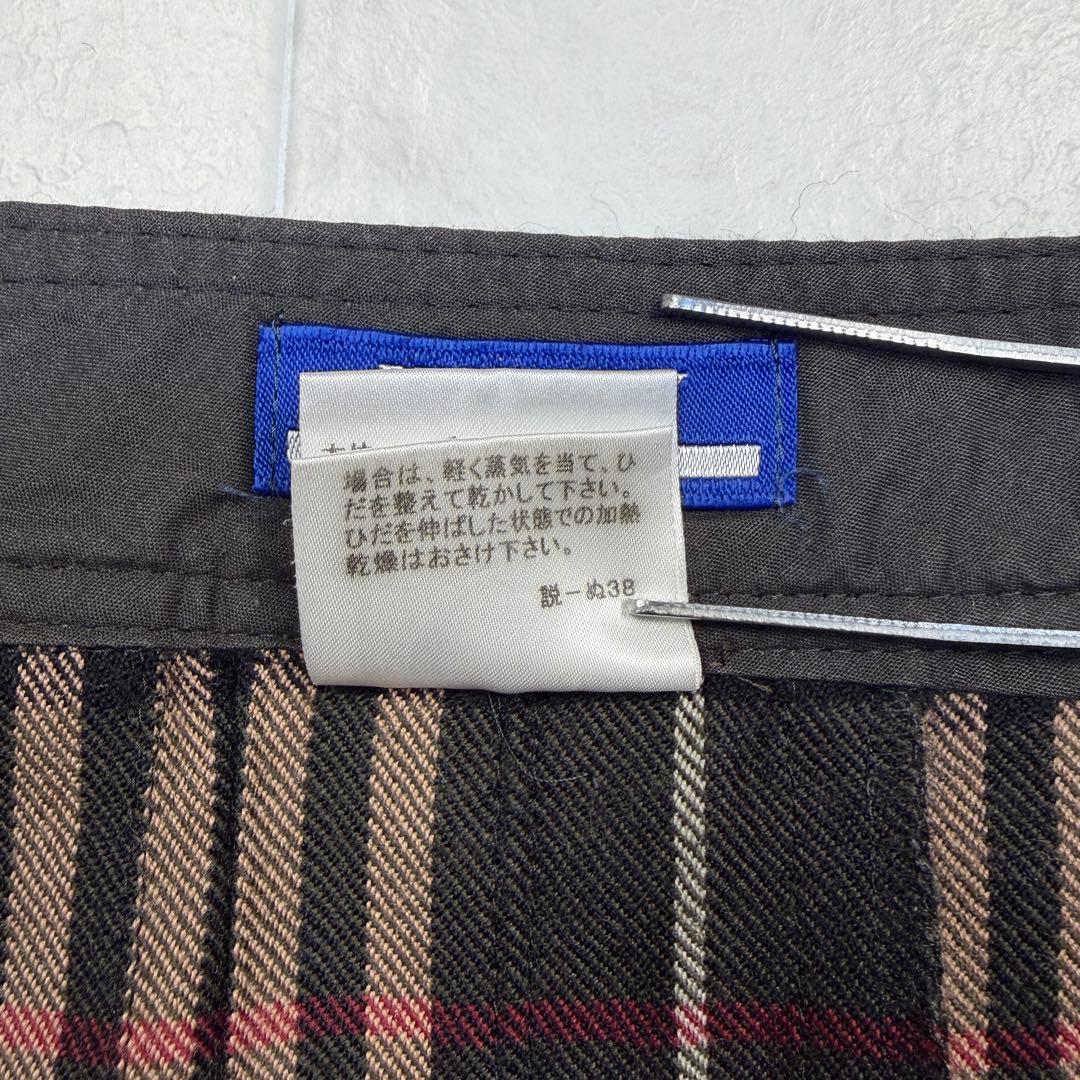 場合は、軽く蒸気を当て、ひ
だを整えて乾かして下さい。
ひだを伸ばした状態での加熱
乾燥はおさけ下さい。
説－ぬ38